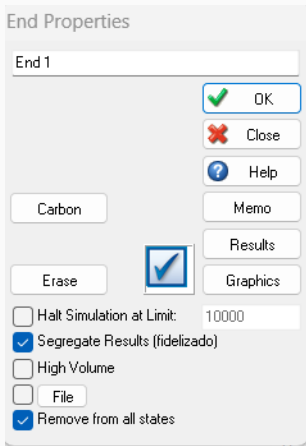 End Properties
End 1
OK
Close
Help
Carbon
Memo
Results
Erase
Graphics
Halt Simulation at Limit:
10000
Segregate Results (fidelizado)
High Volume
File
Remove from all states